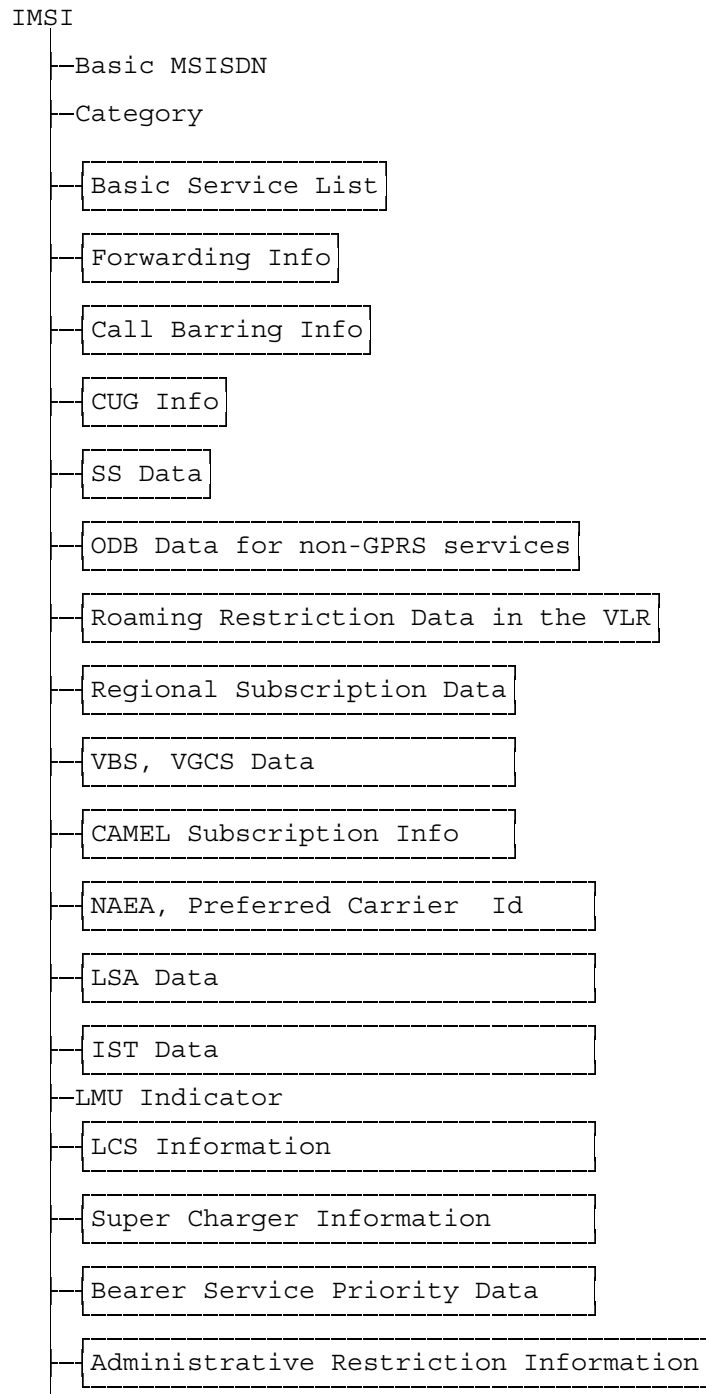 IMSI
Basic MSISDN
Category
Basic Service List
Forwarding Info
Call Barring Info
CUG Info
SS Data
ODB Data for non-GPRS services
Roaming Restriction Data in the VLR
Regional Subscription Data
VBS, VGCS Data
CAMEL Subscription Info
NAEA, Preferred Carrier  Id
LSA Data
IST Data
LMU Indicator
LCS Information
Super Charger Information
Bearer Service Priority Data
Administrative Restriction Information